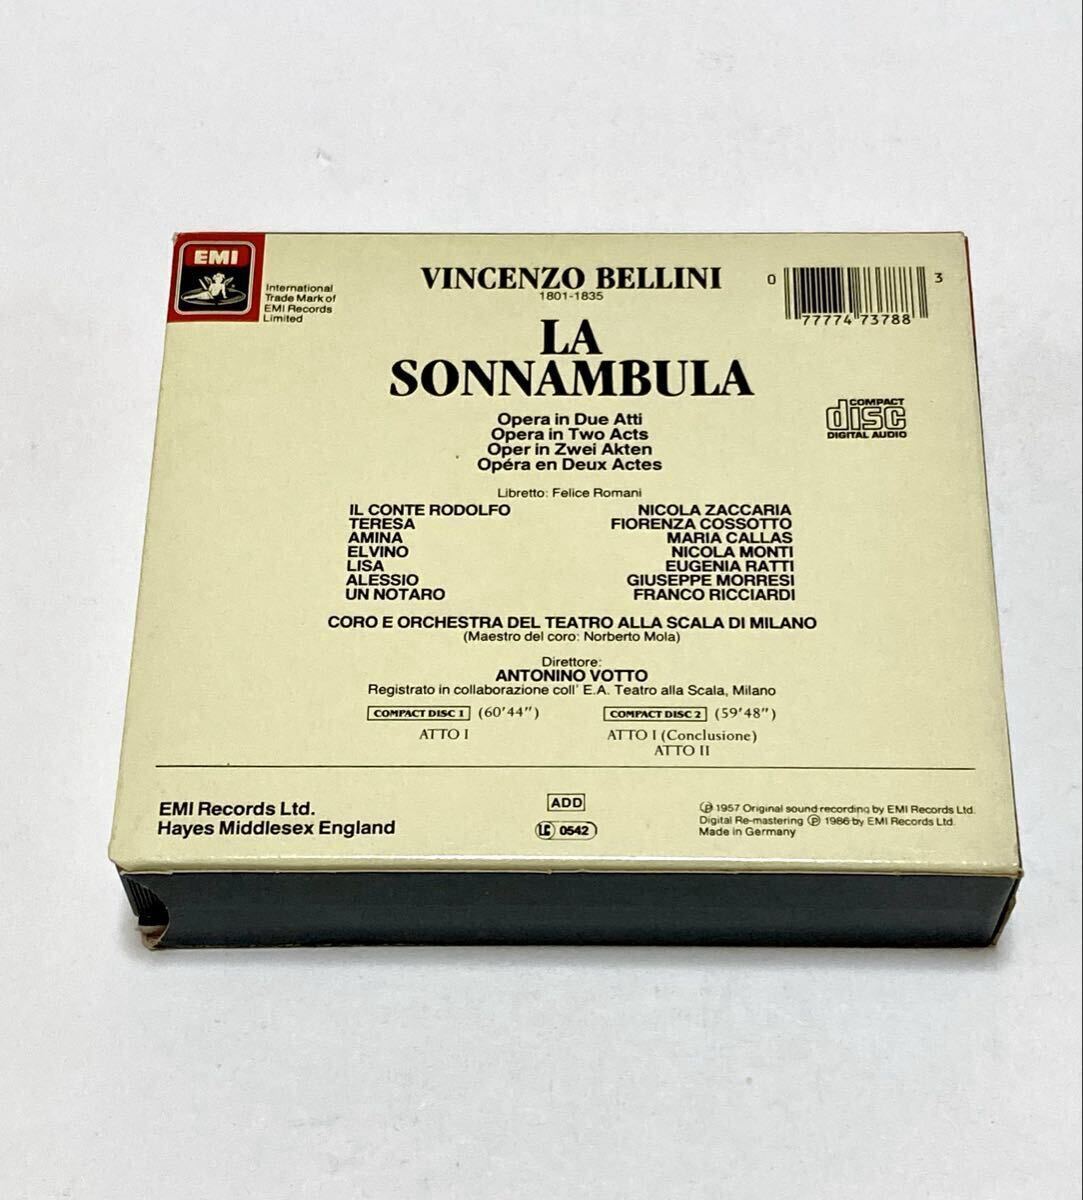 EMI
International
Trade Mark of
EMI Records
Limited
VINCENZO BELLINI
1801-1835
0 77774 73788 3
LA
SONNAMBULA
COMPACT
disc
DIGITAL AUDIO
Opera in Due Atti
Opera in Two Acts
Oper in Zwei Akten
Opéra en Deux Actes
Libretto: Felice Romani
IL CONTE RODOLFO NICOLA ZACCARIA
TERESA FIORENZA COSSOTTO
AMINA MARIA CALLAS
ELVINO NICOLA MONTI
LISA EUGENIA RATTI
ALESSIO GIUSEPPE MORRESI
UN NOTARO FRANCO RICCIARDI
CORO E ORCHESTRA DEL TEATRO ALLA SCALA DI MILANO
(Maestro del coro: Norberto Mola)
Direttore:
ANTONINO VOTTO
Registrato in collaborazione coll' E.A. Teatro alla Scala, Milano
COMPACT DISC 1 (60'44") COMPACT DISC 2 (59'48")
ATTO I ATTO I (Conclusione)
ATTO II
EMI Records Ltd.
Hayes Middlesex England
ADD
LC 0542
℗ 1957 Original sound recording by EMI Records Ltd.
Digital Re-mastering ℗ 1986 by EMI Records Ltd.
Made in Germany